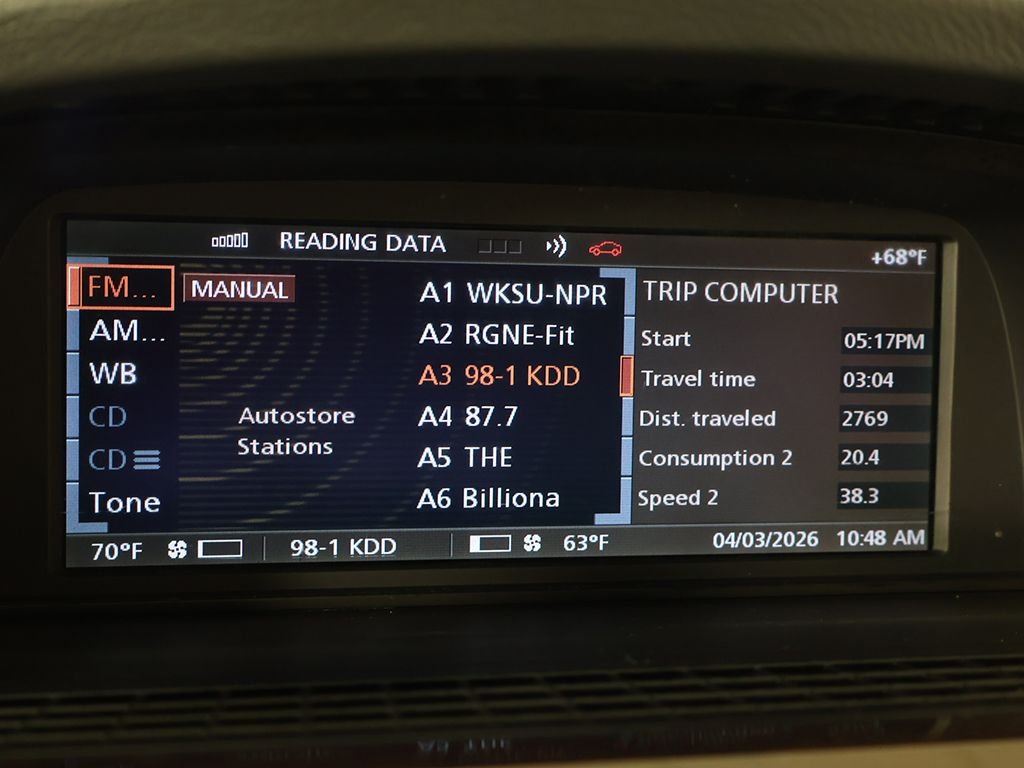 READING DATA
+68°F
FM...
MANUAL
AM...
WB
CD
CD
Tone
Autostore
Stations
A1 WKSU-NPR
A2 RGNE-Fit
A3 98-1 KDD
A4 87.7
A5 THE
A6 Billiona
TRIP COMPUTER
Start 05:17PM
Travel time 03:04
Dist. traveled 2769
Consumption 2 20.4
Speed 2 38.3
70°F 98-1 KDD 63°F 04/03/2026 10:48 AM